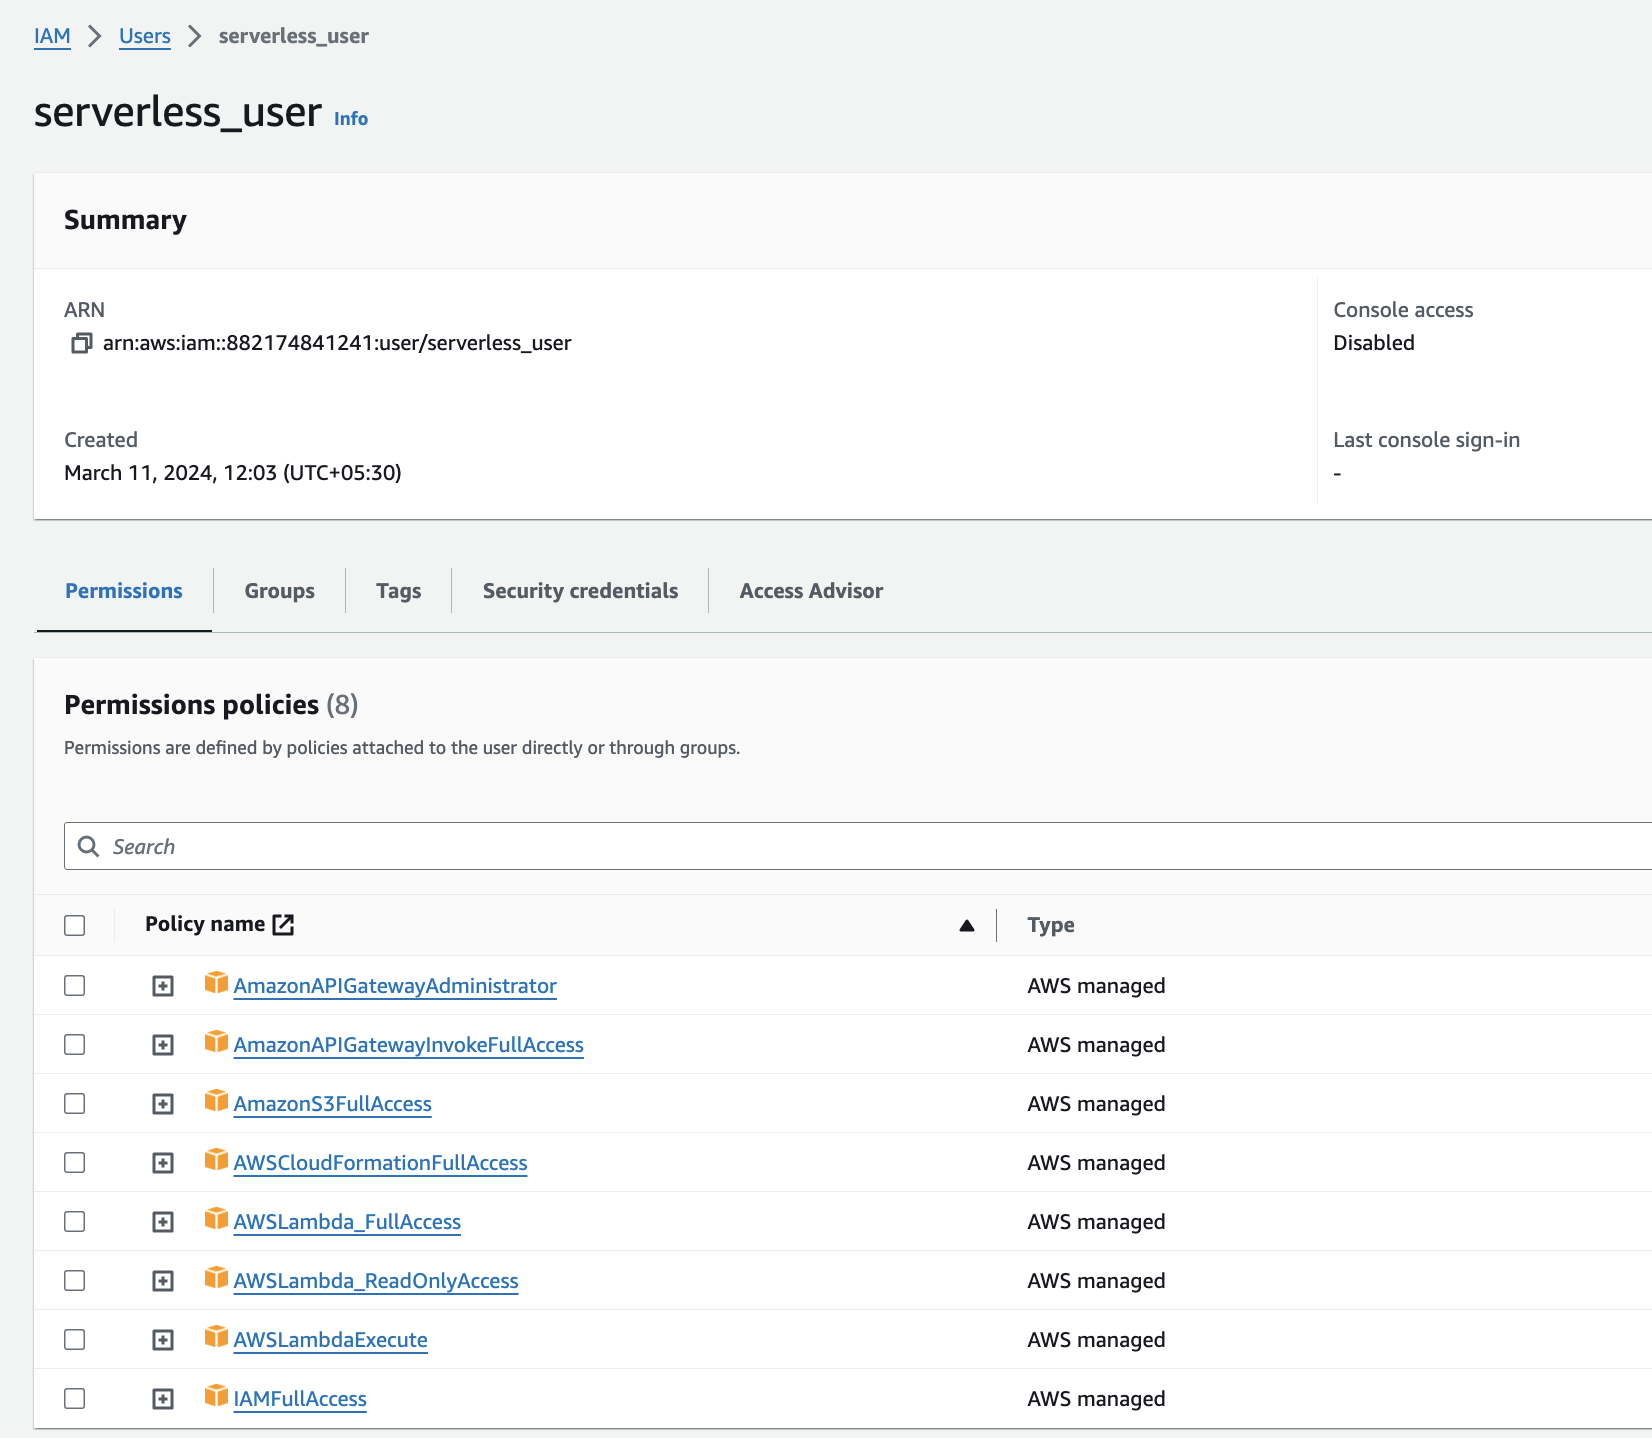 IAM > Users > serverless_user
serverless_user Info
Summary
ARN
arn:aws:iam::882174841241:user/serverless_user
Console access
Disabled
Created
March 11, 2024, 12:03 (UTC+05:30)
Last console sign-in
-
Permissions Groups Tags Security credentials Access Advisor
Permissions policies (8)
Permissions are defined by policies attached to the user directly or through groups.
Search
Policy name Type
AmazonAPIGatewayAdministrator AWS managed
AmazonAPIGatewayInvokeFullAccess AWS managed
AmazonS3FullAccess AWS managed
AWSCloudFormationFullAccess AWS managed
AWSLambda_FullAccess AWS managed
AWSLambda_ReadOnlyAccess AWS managed
AWSLambdaExecute AWS managed
IAMFullAccess AWS managed